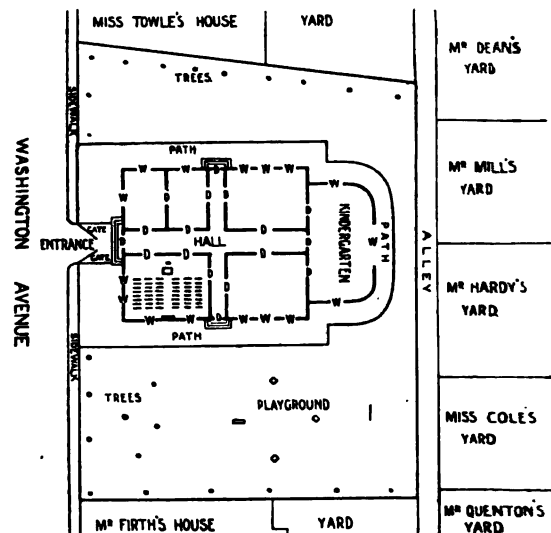 MISS TOWLE'S HOUSE
YARD
MR DEAN'S
YARD
TREES
SIDEWALK
MR MILL'S
YARD
PATH
W W B W W W
W D D D
WASHINGTON AVENUE
GATE
ENTRANCE
GATE
D D D D
D HALL D
D D D D
KINDERGARTEN
W
W
W
PATH
ALLEY
MR HARDY'S
YARD
W
W
D D
W W D W W W
PATH
SIDEWALK
TREES
PLAYGROUND
MISS COLE'S
YARD
MR FIRTH'S HOUSE
YARD
MR QUENTON'S
YARD